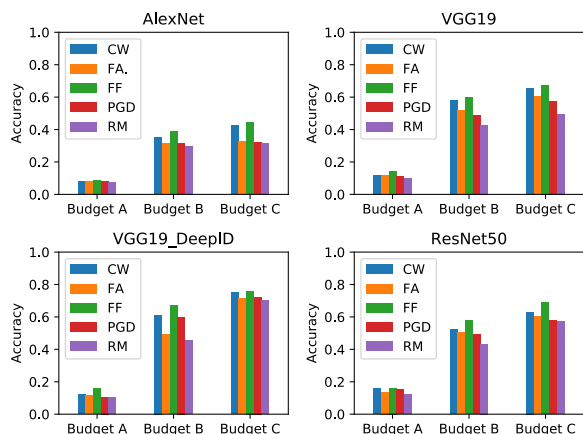 AlexNet
1.0
0.8
0.6
0.4
0.2
0.0
Accuracy
CW
FA.
FF
PGD
RM
Budget A Budget B Budget C
VGG19
1.0
0.8
0.6
0.4
0.2
0.0
Accuracy
CW
FA
FF
PGD
RM
Budget A Budget B Budget C
VGG19_DeepID
1.0
0.8
0.6
0.4
0.2
0.0
Accuracy
CW
FA
FF
PGD
RM
Budget A Budget B Budget C
ResNet50
1.0
0.8
0.6
0.4
0.2
0.0
Accuracy
CW
FA
FF
PGD
RM
Budget A Budget B Budget C